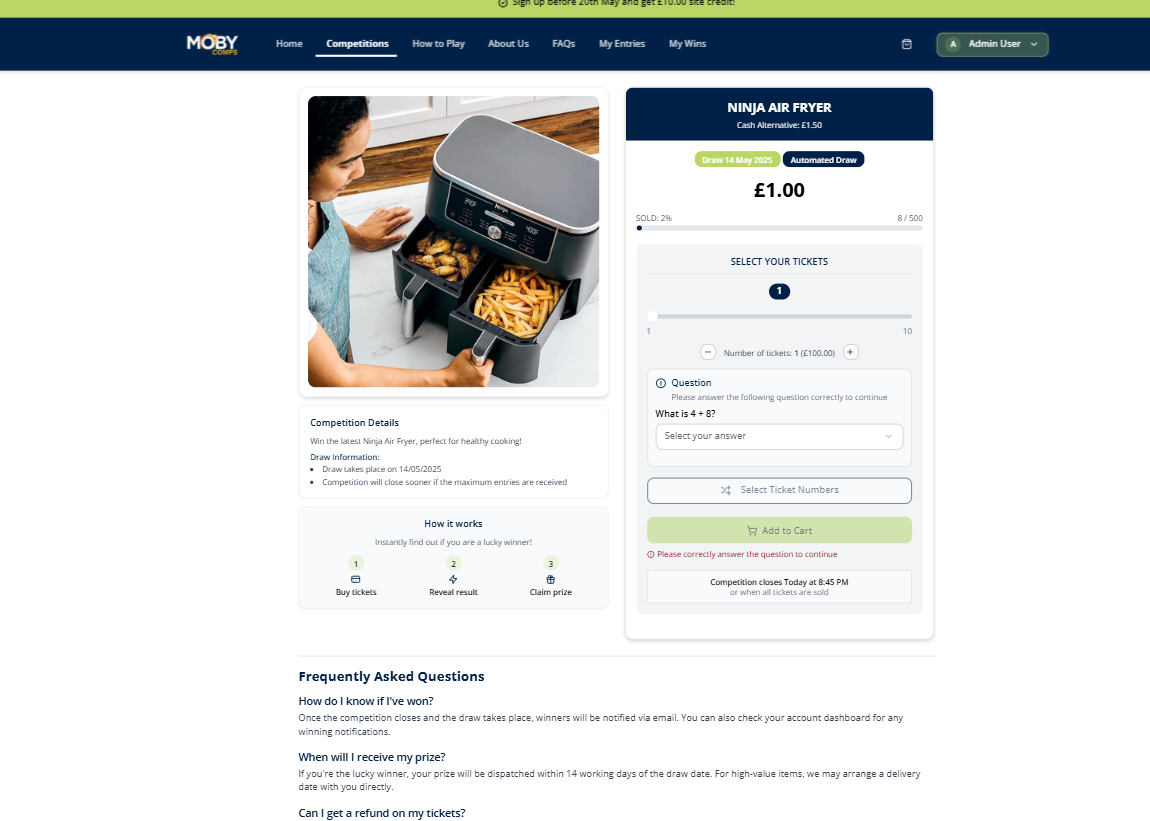 Sign up before 20th May and get £10.00 site credit!
MOBY
COMPS
Home
Competitions
How to Play
About Us
FAQs
My Entries
My Wins
A
Admin User
Ninja
NINJA AIR FRYER
Cash Alternative: £1.50
Draw 14 May 2025
Automated Draw
£1.00
SOLD: 2%
8 / 500
SELECT YOUR TICKETS
1
1
10
Number of tickets: 1 (£100.00)
Question
Please answer the following question correctly to continue
What is 4 + 8?
Select your answer
Select Ticket Numbers
Add to Cart
Please correctly answer the question to continue
Competition closes Today at 8:45 PM
or when all tickets are sold
Competition Details
Win the latest Ninja Air Fryer, perfect for healthy cooking!
Draw Information:
Draw takes place on 14/05/2025
Competition will close sooner if the maximum entries are received
How it works
Instantly find out if you are a lucky winner!
1
2
3
Buy tickets
Reveal result
Claim prize
Frequently Asked Questions
How do I know if I've won?
Once the competition closes and the draw takes place, winners will be notified via email. You can also check your account dashboard for any
winning notifications.
When will I receive my prize?
If you're the lucky winner, your prize will be dispatched within 14 working days of the draw date. For high-value items, we may arrange a delivery
date with you directly.
Can I get a refund on my tickets?